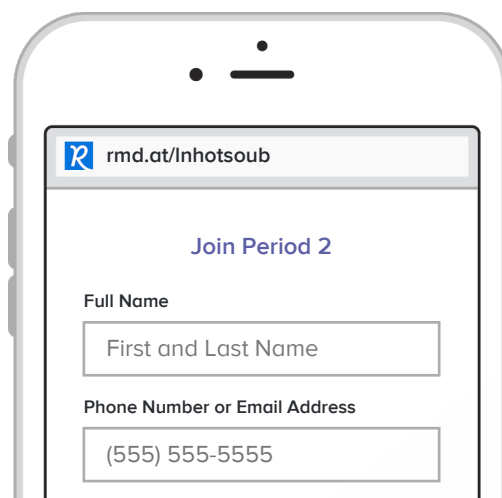 rmd.at/lnhotsoub
Join Period 2
Full Name
First and Last Name
Phone Number or Email Address
(555) 555-5555